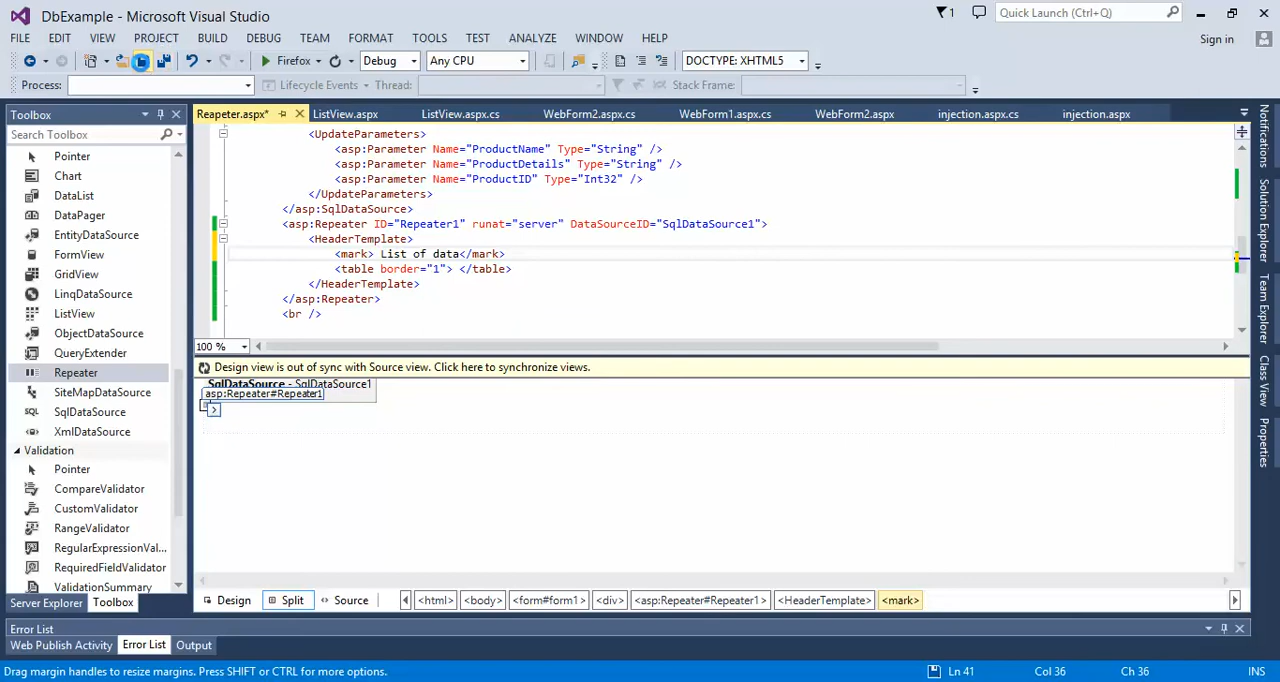 DbExample - Microsoft Visual Studio
1
Quick Launch (Ctrl+Q)
FILE EDIT VIEW PROJECT BUILD DEBUG TEAM FORMAT TOOLS TEST ANALYZE WINDOW HELP
Sign in
Firefox Debug Any CPU DOCTYPE: XHTML5
Process: Lifecycle Events Thread: Stack Frame:
Toolbox
Reapeter.aspx* ListView.aspx ListView.aspx.cs WebForm2.aspx.cs WebForm1.aspx.cs WebForm2.aspx injection.aspx.cs injection.aspx
Search Toolbox
Pointer
Chart
DataList
DataPager
EntityDataSource
FormView
GridView
LinqDataSource
ListView
ObjectDataSource
QueryExtender
Repeater
SiteMapDataSource
SqlDataSource
XmlDataSource
Validation
Pointer
CompareValidator
CustomValidator
RangeValidator
RegularExpressionVal...
RequiredFieldValidator
ValidationSummary
Server Explorer Toolbox
<UpdateParameters>
<asp:Parameter Name="ProductName" Type="String" />
<asp:Parameter Name="ProductDetails" Type="String" />
<asp:Parameter Name="ProductID" Type="Int32" />
</UpdateParameters>
</asp:SqlDataSource>
<asp:Repeater ID="Repeater1" runat="server" DataSourceID="SqlDataSource1">
<HeaderTemplate>
<mark> List of data</mark>
<table border="1"> </table>
</HeaderTemplate>
</asp:Repeater>
<br />
100 %
Design view is out of sync with Source view. Click here to synchronize views.
SqlDataSource - SqlDataSource1
asp:Repeater#Repeater1
Design Split Source <html> <body> <form#form1> <div> <asp:Repeater#Repeater1> <HeaderTemplate> <mark>
Notifications
Solution Explorer
Team Explorer
Class View
Properties
Error List
Web Publish Activity Error List Output
Drag margin handles to resize margins. Press SHIFT or CTRL for more options.
Ln 41 Col 36 Ch 36 INS